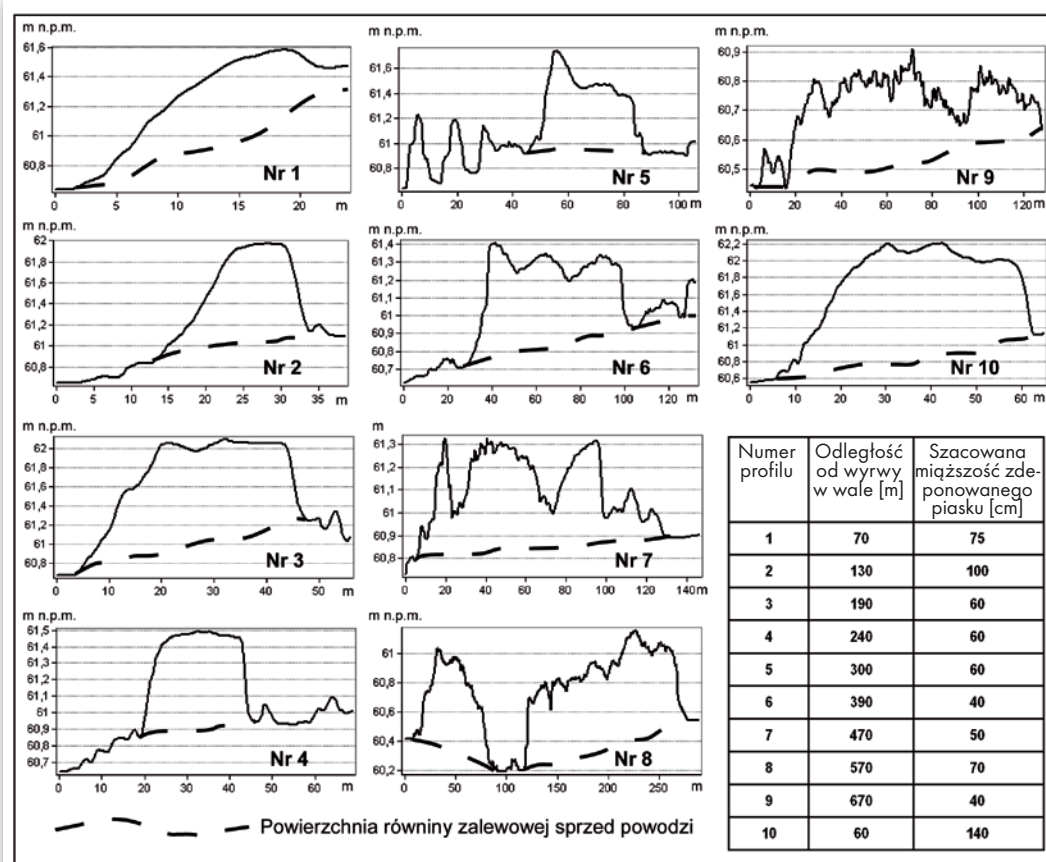 m n.p.m.
61,6
61,4
61,2
61
60,8
Nr 1
0 5 10 15 20 m
m n.p.m.
61,6
61,4
61,2
61
60,8
Nr 5
0 20 40 60 80 100 m
m n.p.m.
60,9
60,8
60,7
60,6
60,5
Nr 9
0 20 40 60 80 100 120 m
m n.p.m.
62
61,8
61,4
61,2
60,8
Nr 2
0 5 10 15 20 25 30 35 m
m n.p.m.
61,4
61,3
61,2
61,1
61
60,9
60,8
60,7
Nr 6
0 20 40 60 80 100 120 m
m n.p.m.
62,2
62
61,8
61,4
61,2
60,8
60,6
Nr 10
0 10 20 30 40 50 60 m
m n.p.m.
62
61,8
61,6
61,2
61
60,8
Nr 3
0 10 20 30 40 50 m
m
61,3
61,2
61,1
61
60,9
60,8
Nr 7
0 20 40 60 80 100 120 140 m
m n.p.m.
61,5
61,4
61,3
61,2
61,1
61
60,9
60,8
60,7
Nr 4
0 10 20 30 40 50 60 m
m n.p.m.
61
60,8
60,6
60,4
60,2
Nr 8
0 50 100 150 200 250 m
Powierzchnia równiny zalewowej sprzed powodzi
Numer profilu
Odległość od wyrwy w wale [m]
Szacowana miąższość zde-
ponowanego piasku [cm]
1 70 75
2 130 100
3 190 60
4 240 60
5 300 60
6 390 40
7 470 50
8 570 70
9 670 40
10 60 140